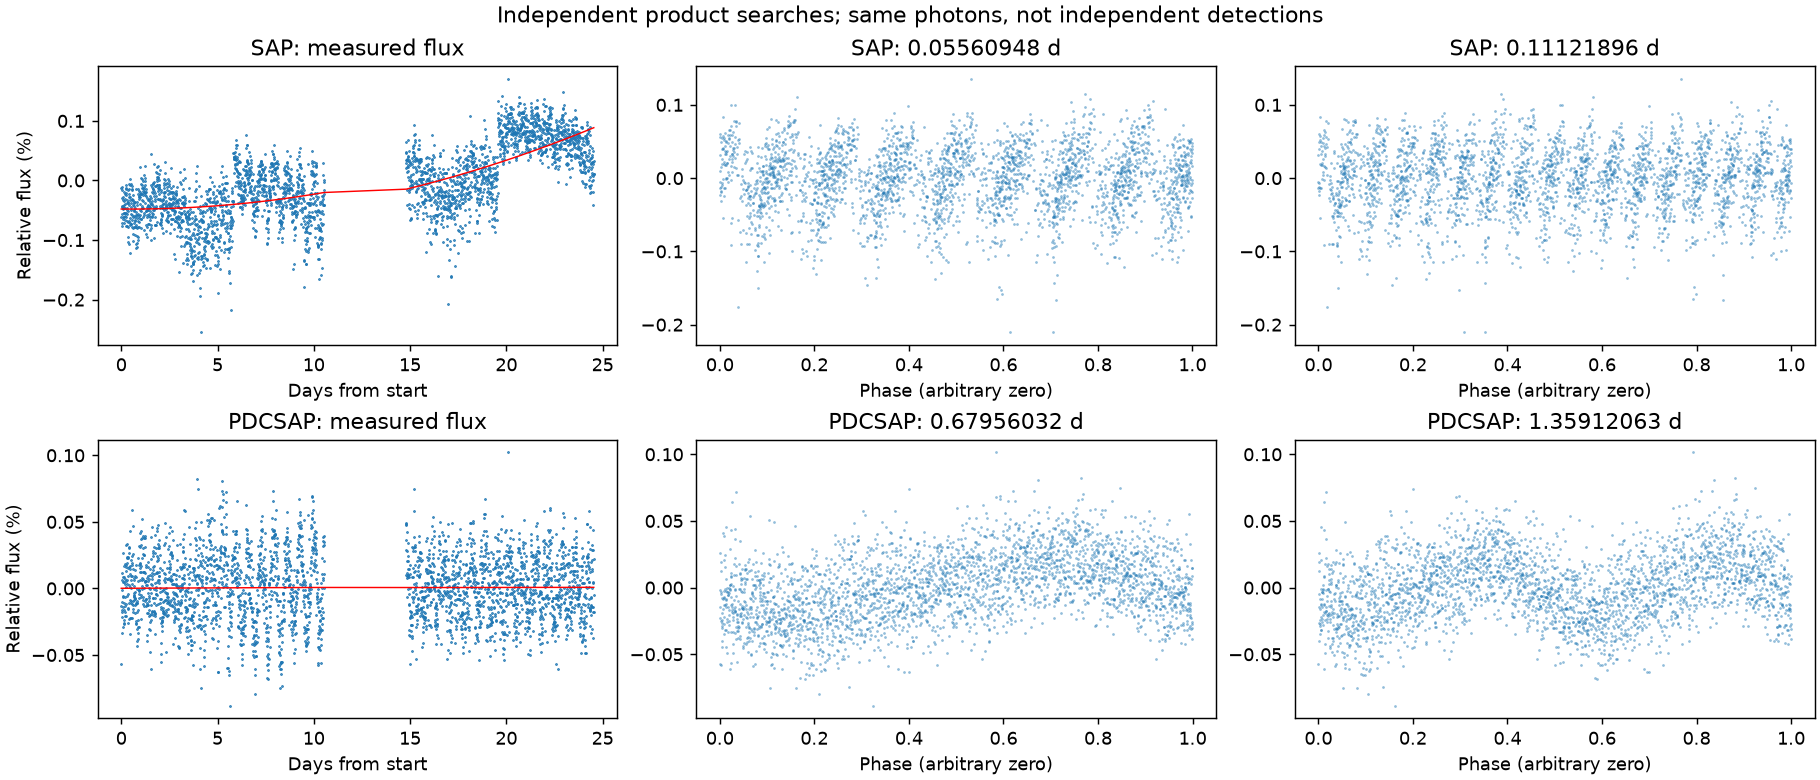 Independent product searches; same photons, not independent detections
SAP: measured flux
Relative flux (%)
0.1
0.0
−0.1
−0.2
0 5 10 15 20 25
Days from start
SAP: 0.05560948 d
0.1
0.0
−0.1
−0.2
0.0 0.2 0.4 0.6 0.8 1.0
Phase (arbitrary zero)
SAP: 0.11121896 d
0.1
0.0
−0.1
−0.2
0.0 0.2 0.4 0.6 0.8 1.0
Phase (arbitrary zero)
PDCSAP: measured flux
Relative flux (%)
0.10
0.05
0.00
−0.05
0 5 10 15 20 25
Days from start
PDCSAP: 0.67956032 d
0.10
0.05
0.00
−0.05
0.0 0.2 0.4 0.6 0.8 1.0
Phase (arbitrary zero)
PDCSAP: 1.35912063 d
0.10
0.05
0.00
−0.05
0.0 0.2 0.4 0.6 0.8 1.0
Phase (arbitrary zero)